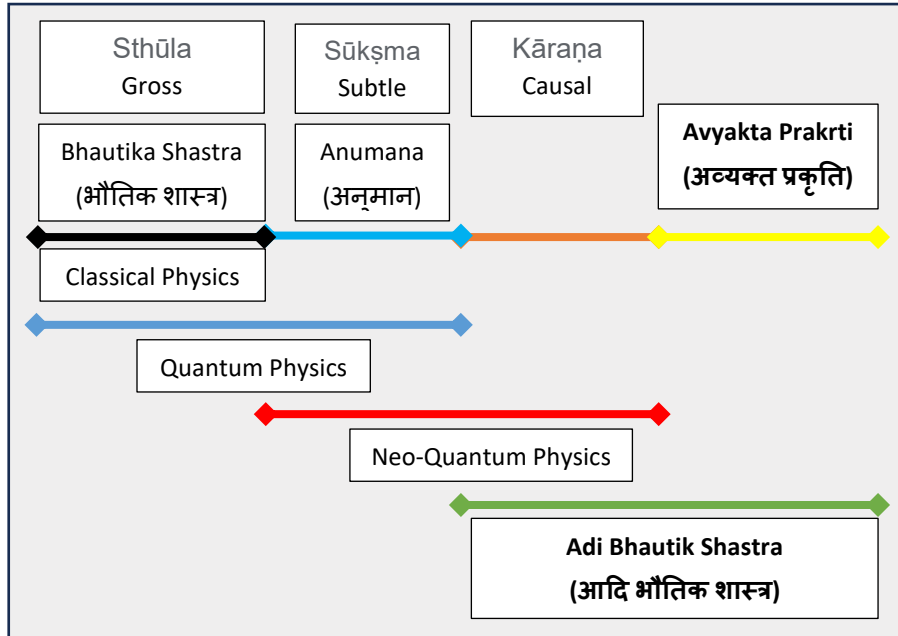 Sthūla
Gross
Sūkṣma
Subtle
Kāraṇa
Causal
Bhautika Shastra
(भौतिक शास्त्र)
Anumana
(अनुमान)
Avyakta Prakrti
(अव्यक्त प्रकृति)
Classical Physics
Quantum Physics
Neo-Quantum Physics
Adi Bhautik Shastra
(आदि भौतिक शास्त्र)